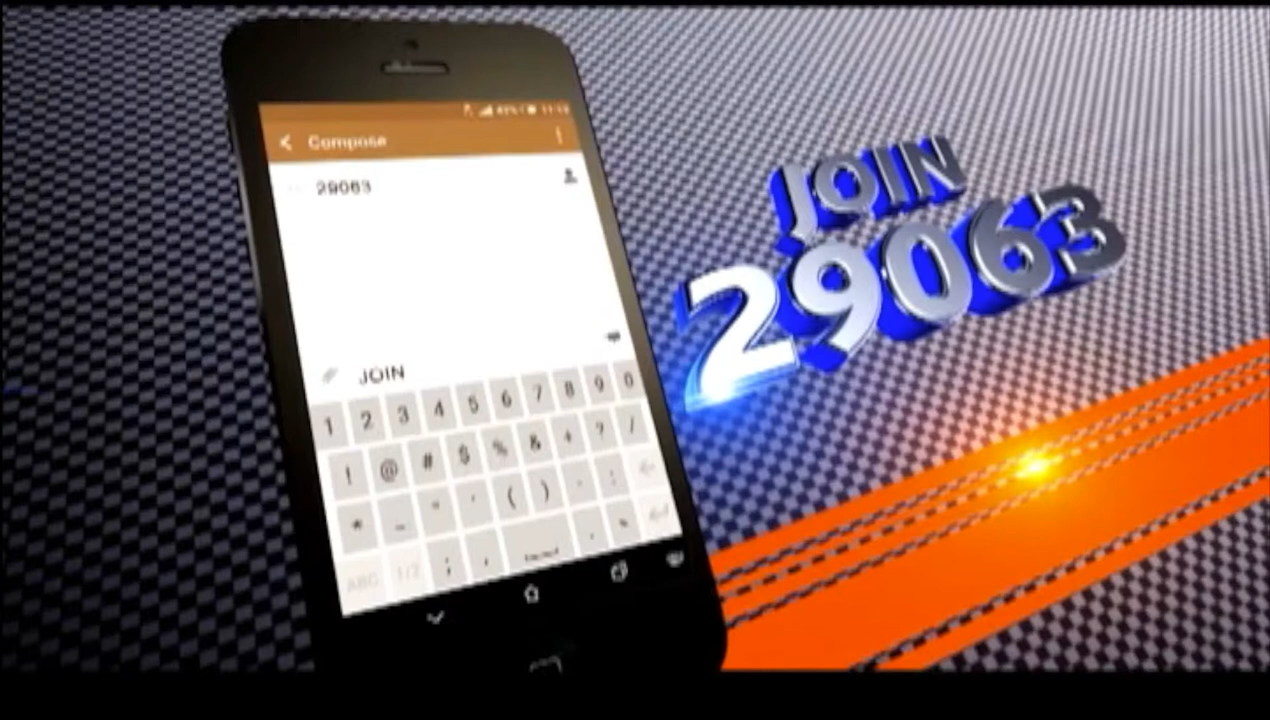 Compose
29063
JOIN
1 2 3 4 5 6 7 8 9 0
! @ # $ % & + ? /
* _ " ' ( )
ABC 1/2 ; ,
JOIN
29063